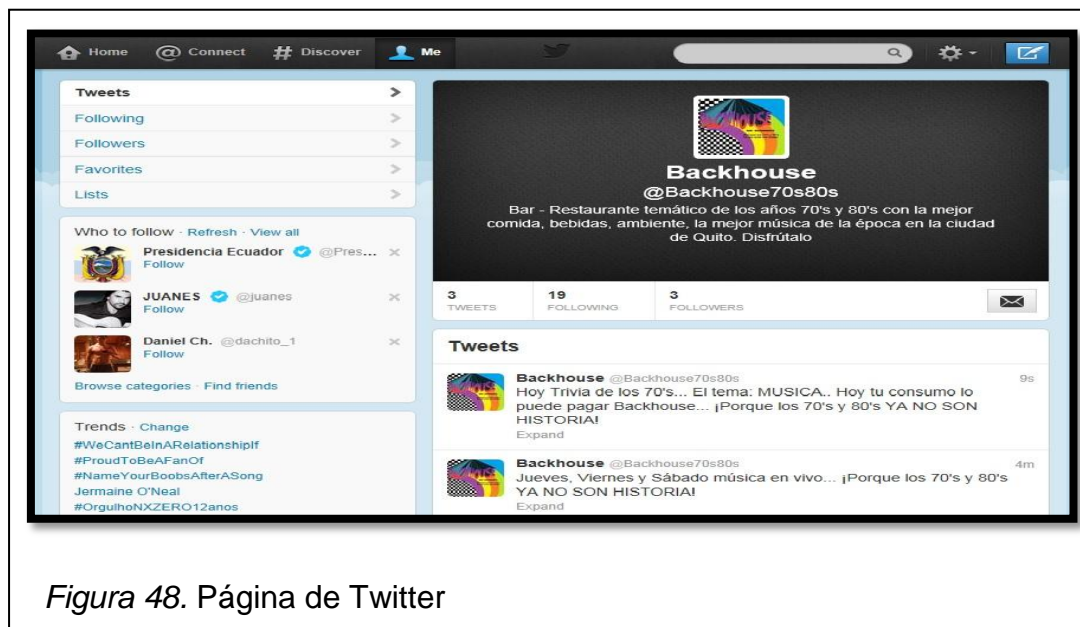 Home @ Connect # Discover Me
Tweets
Following
Followers
Favorites
Lists
Who to follow · Refresh · View all
Presidencia Ecuador @Pres...
Follow
JUANES @juanes
Follow
Daniel Ch. @dachito_1
Follow
Browse categories · Find friends
Trends · Change
#WeCantBeInARelationshipIf
#ProudToBeAFanOf
#NameYourBoobsAfterASong
Jermaine O'Neal
#OrgulhoNXZERO12anos
Backhouse
@Backhouse70s80s
Bar - Restaurante temático de los años 70's y 80's con la mejor
comida, bebidas, ambiente, la mejor música de la época en la ciudad
de Quito. Disfrútalo
3 19 3
TWEETS FOLLOWING FOLLOWERS
Tweets
Backhouse @Backhouse70s80s 9s
Hoy Trivia de los 70's... El tema: MUSICA.. Hoy tu consumo lo
puede pagar Backhouse... ¡Porque los 70's y 80's YA NO SON
HISTORIA!
Expand
Backhouse @Backhouse70s80s 4m
Jueves, Viernes y Sábado música en vivo... ¡Porque los 70's y 80's
YA NO SON HISTORIA!
Expand
Figura 48. Página de Twitter